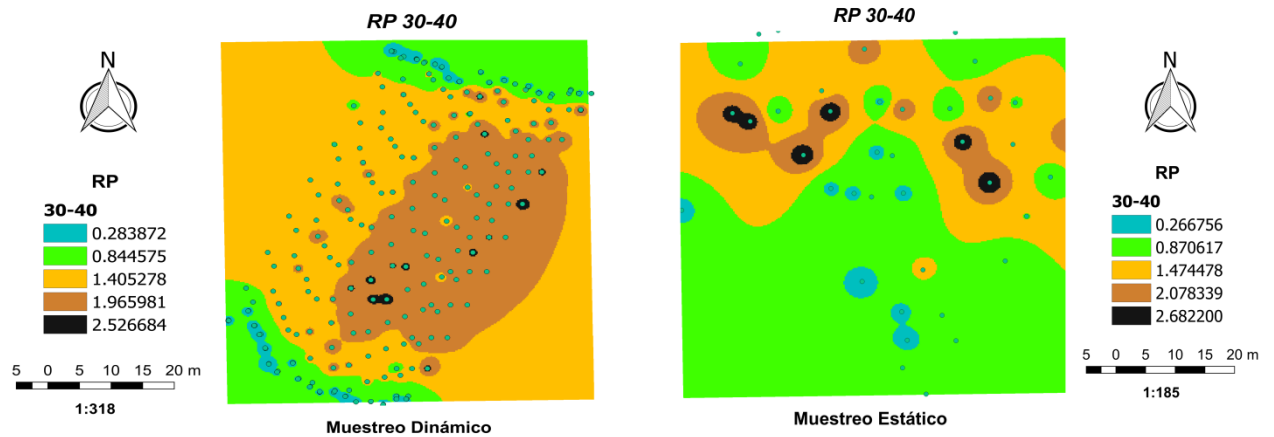 RP 30-40
N
RP
30-40
0.283872
0.844575
1.405278
1.965981
2.526684
5 0 5 10 15 20 m
1:318
Muestreo Dinámico
RP 30-40
N
RP
30-40
0.266756
0.870617
1.474478
2.078339
2.682200
5 0 5 10 15 20 m
1:185
Muestreo Estático